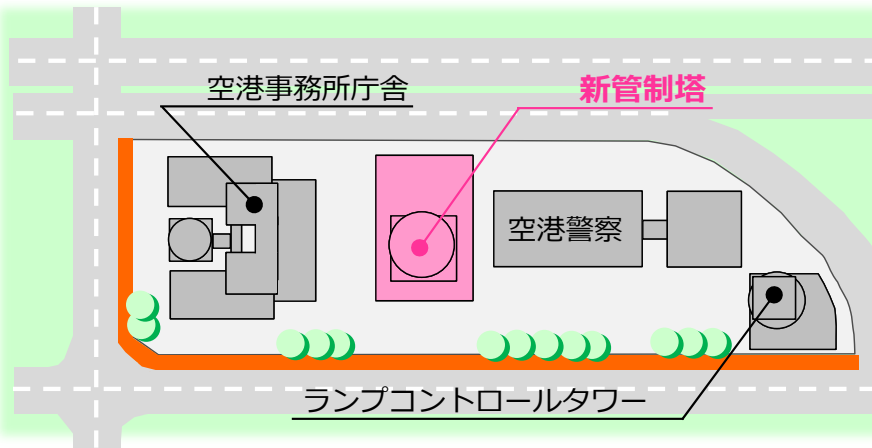 空港事務所庁舎
新管制塔
空港警察
ランプコントロールタワー